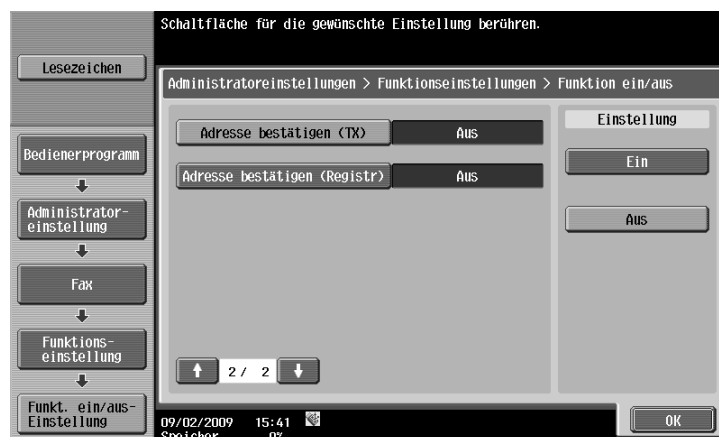 Schaltfläche für die gewünschte Einstellung berühren.
Lesezeichen
Administratoreinstellungen > Funktionseinstellungen > Funktion ein/aus
Adresse bestätigen (TX)
Aus
Adresse bestätigen (Registr)
Aus
Einstellung
Ein
Aus
Bedienerprogramm
Administrator-
einstellung
Fax
Funktions-
einstellung
Funkt. ein/aus-
Einstellung
2/ 2
09/02/2009 15:41
Speicher 0%
OK